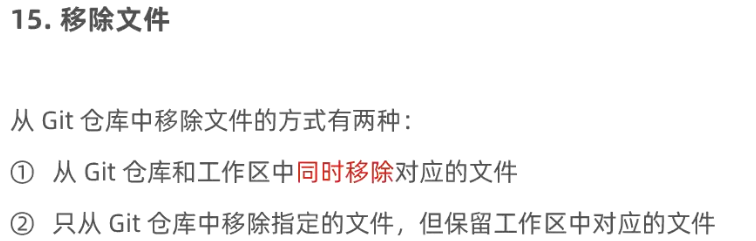 15. 移除文件
从 Git 仓库中移除文件的方式有两种：
① 从 Git 仓库和工作区中同时移除对应的文件
② 只从 Git 仓库中移除指定的文件，但保留工作区中对应的文件